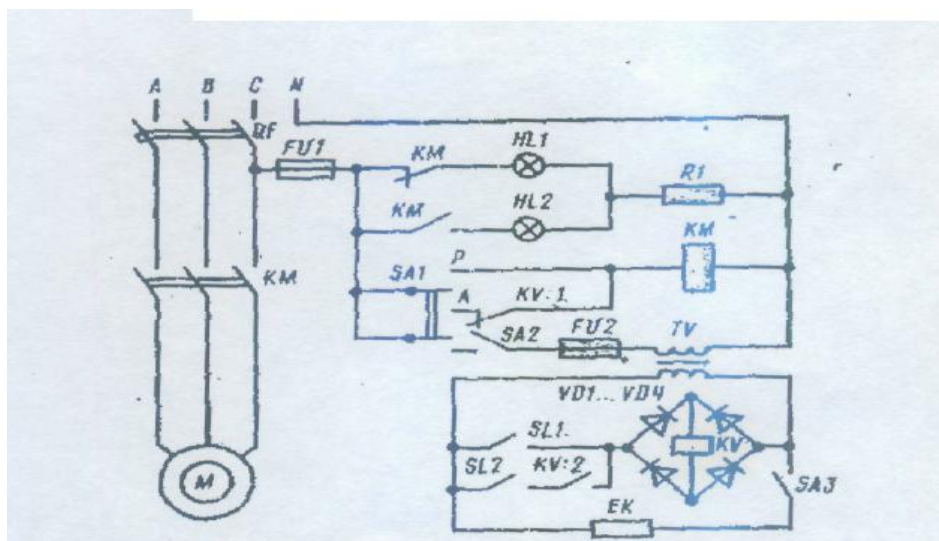 A B C N
QF
FU1
KM
HL1
R1
KM
HL2
KM
P
SA1
KM
A
KV:1
SA2
FU2
TV
VD1...VD4
SL1.
KV
SL2
KV:2
M
SA3
EK